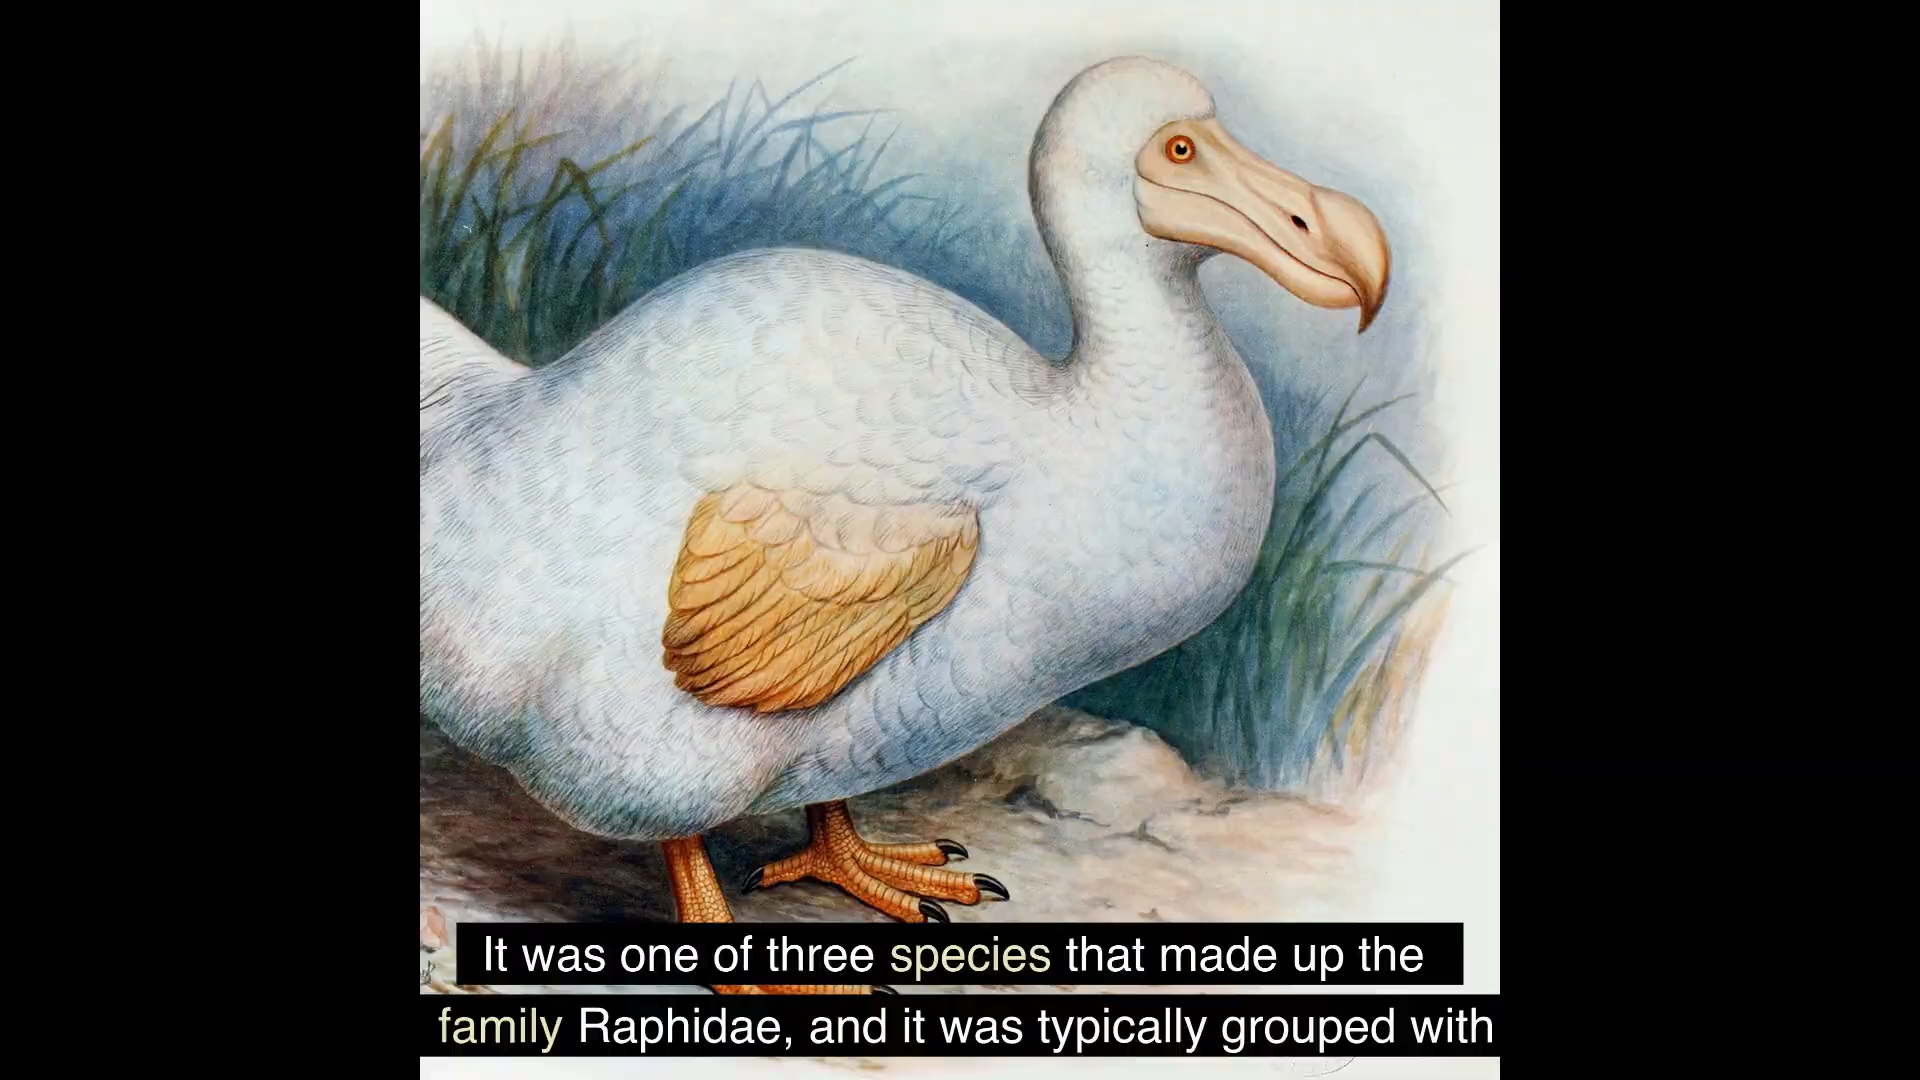 It was one of three species that made up the
family Raphidae, and it was typically grouped with